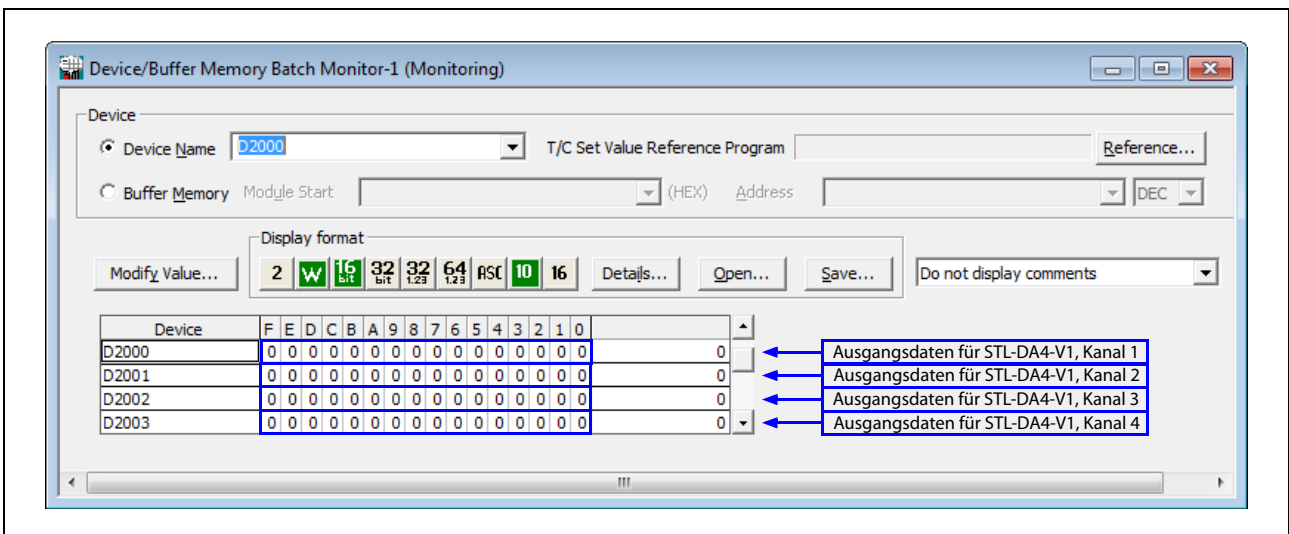 Device/Buffer Memory Batch Monitor-1 (Monitoring)
Device
Device Name D2000 T/C Set Value Reference Program Reference...
Buffer Memory Module Start (HEX) Address DEC
Display format
Modify Value... 2 W 16 bit 32 bit 32 1.23 64 1.23 ASC 10 16 Details... Open... Save... Do not display comments
Device F E D C B A 9 8 7 6 5 4 3 2 1 0
D2000 0 0 0 0 0 0 0 0 0 0 0 0 0 0 0 0 0 Ausgangsdaten für STL-DA4-V1, Kanal 1
D2001 0 0 0 0 0 0 0 0 0 0 0 0 0 0 0 0 0 Ausgangsdaten für STL-DA4-V1, Kanal 2
D2002 0 0 0 0 0 0 0 0 0 0 0 0 0 0 0 0 0 Ausgangsdaten für STL-DA4-V1, Kanal 3
D2003 0 0 0 0 0 0 0 0 0 0 0 0 0 0 0 0 0 Ausgangsdaten für STL-DA4-V1, Kanal 4